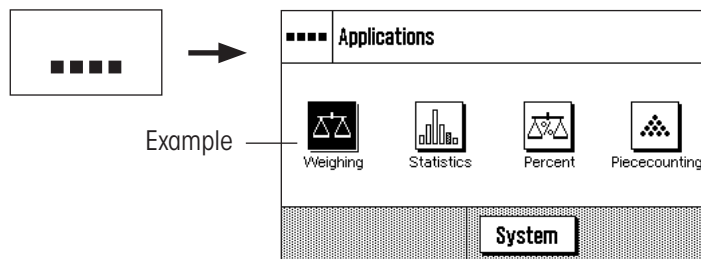 Applications
Example
Weighing
Statistics
Percent
Piececounting
System